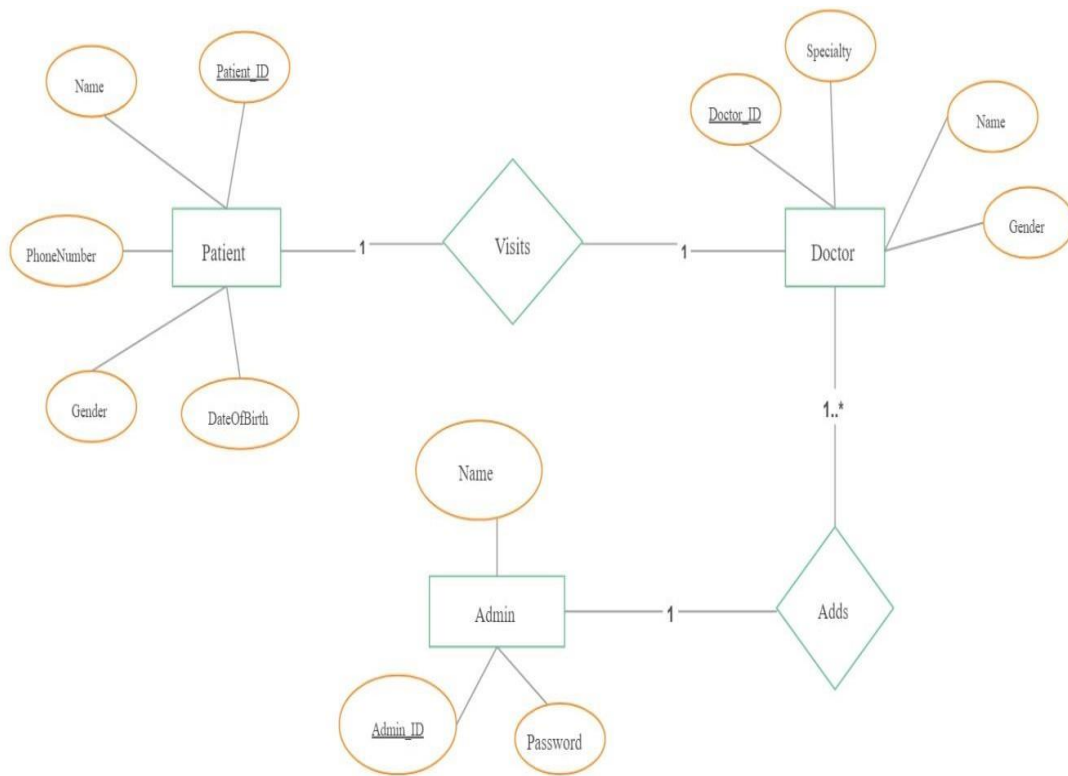 Specialty
Patient_ID
Name
Doctor_ID
Name
Gender
PhoneNumber
Patient
1
Visits
1
Doctor
Gender
DateOfBirth
1..*
Name
Admin
1
Adds
Admin_ID
Password